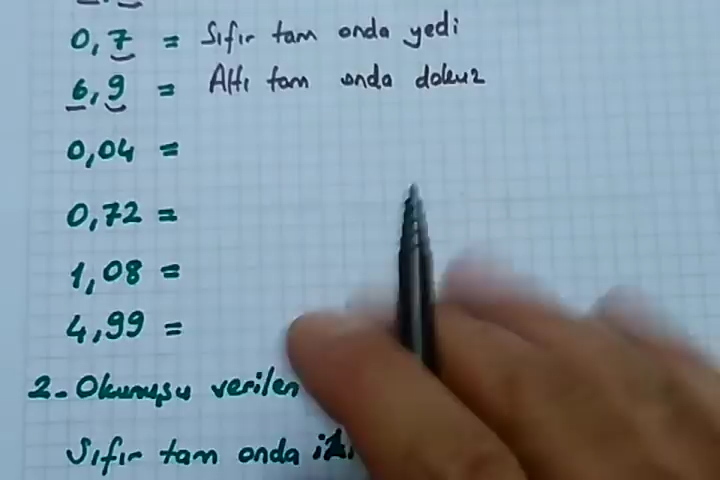 0,7 = Sıfır tam onda yedi
6,9 = Altı tam onda dokuz
0,04 =
0,72 =
1,08 =
4,99 =
2- Okunuşu verilen
Sıfır tam onda iki